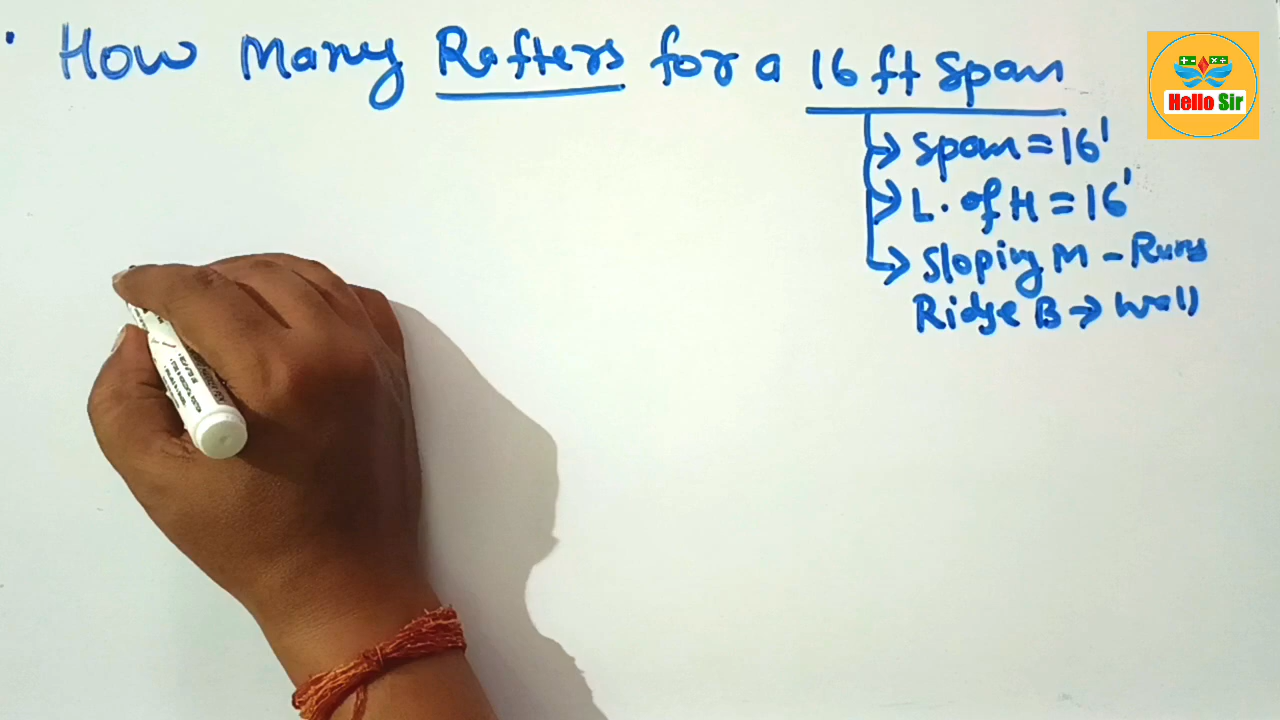 How Many Rafters for a 16 ft Span
Span = 16'
L. of H = 16'
Sloping M - Runs
Ridge B → Wall
+ - × ÷
Hello Sir